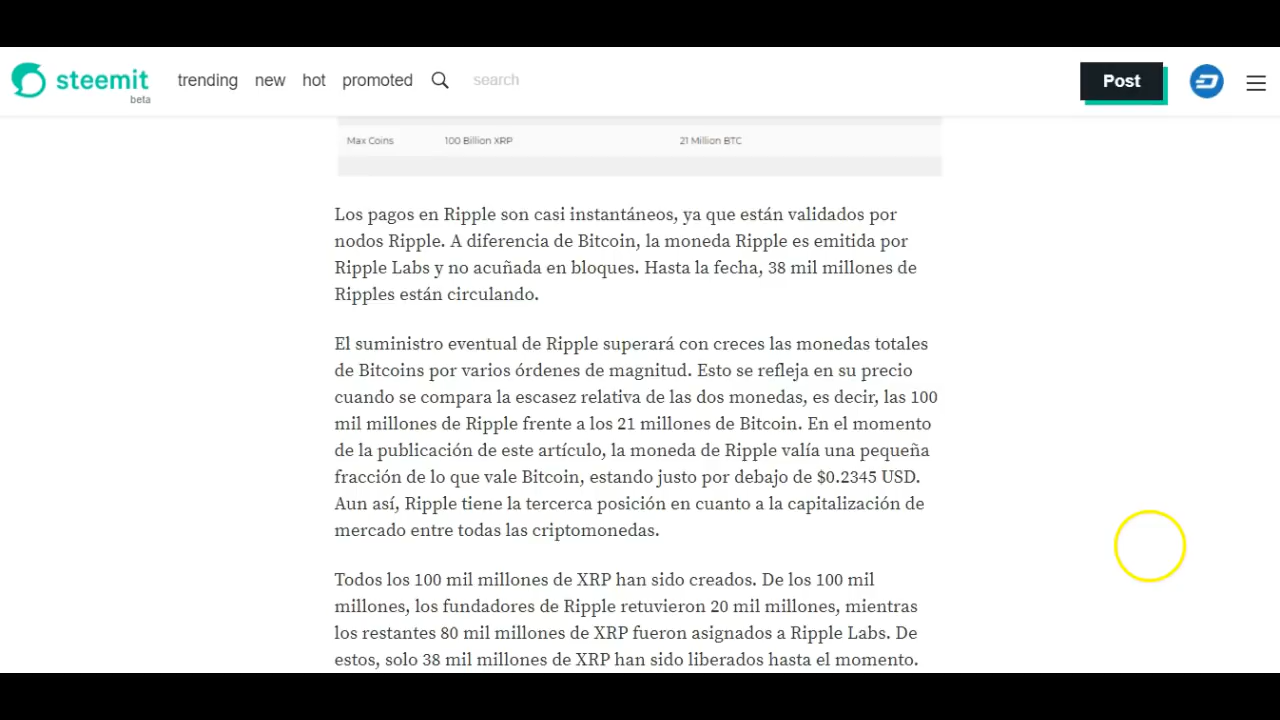 steemit
beta
trending new hot promoted search
Post
Max Coins 100 Billion XRP 21 Million BTC
Los pagos en Ripple son casi instantáneos, ya que están validados por
nodos Ripple. A diferencia de Bitcoin, la moneda Ripple es emitida por
Ripple Labs y no acuñada en bloques. Hasta la fecha, 38 mil millones de
Ripples están circulando.
El suministro eventual de Ripple superará con creces las monedas totales
de Bitcoins por varios órdenes de magnitud. Esto se refleja en su precio
cuando se compara la escasez relativa de las dos monedas, es decir, las 100
mil millones de Ripple frente a los 21 millones de Bitcoin. En el momento
de la publicación de este artículo, la moneda de Ripple valía una pequeña
fracción de lo que vale Bitcoin, estando justo por debajo de $0.2345 USD.
Aun así, Ripple tiene la tercerca posición en cuanto a la capitalización de
mercado entre todas las criptomonedas.
Todos los 100 mil millones de XRP han sido creados. De los 100 mil
millones, los fundadores de Ripple retuvieron 20 mil millones, mientras
los restantes 80 mil millones de XRP fueron asignados a Ripple Labs. De
estos, solo 38 mil millones de XRP han sido liberados hasta el momento.